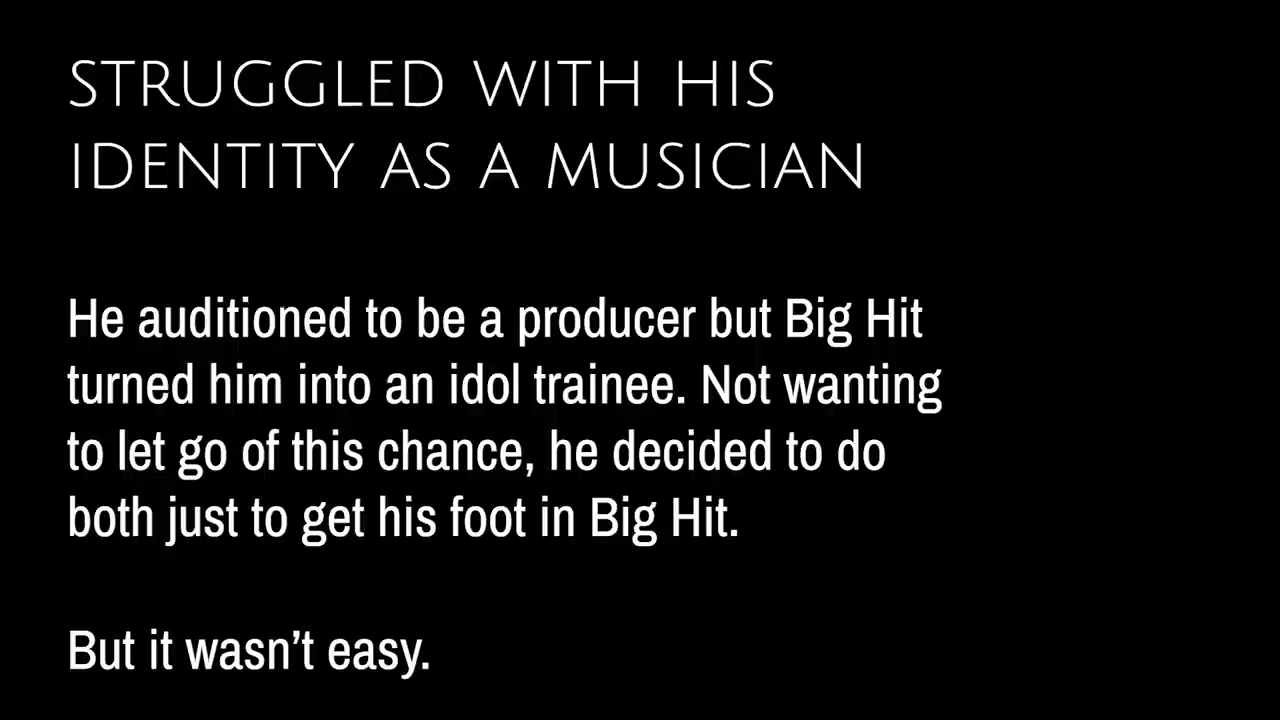 STRUGGLED WITH HIS
IDENTITY AS A MUSICIAN
He auditioned to be a producer but Big Hit
turned him into an idol trainee. Not wanting
to let go of this chance, he decided to do
both just to get his foot in Big Hit.
But it wasn’t easy.